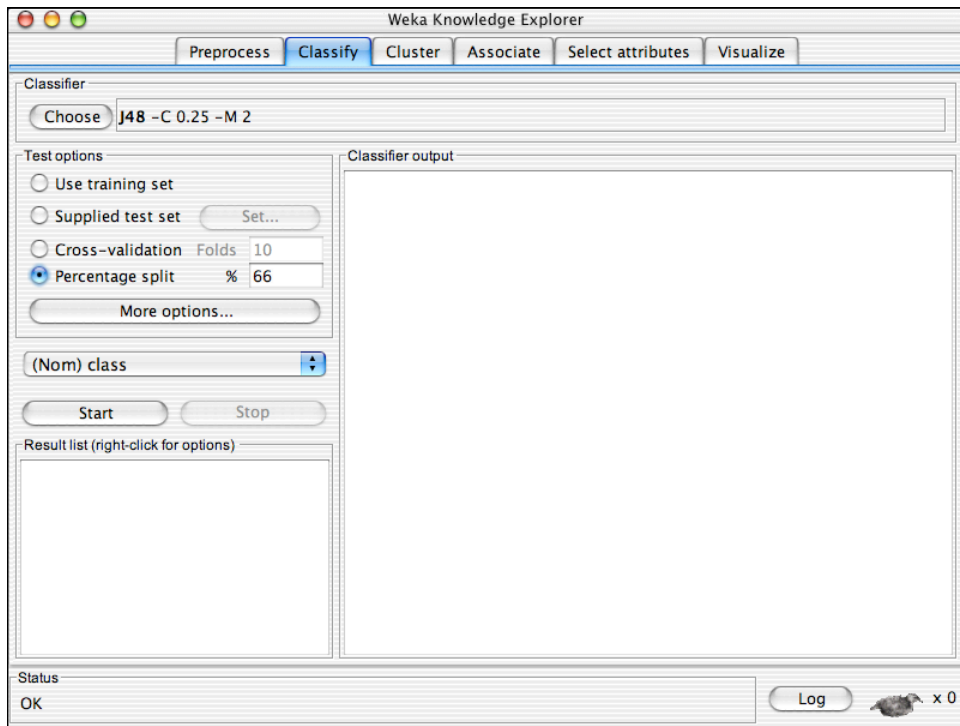 Weka Knowledge Explorer
Preprocess Classify Cluster Associate Select attributes Visualize
Classifier
Choose J48 -C 0.25 -M 2
Test options
Use training set
Supplied test set Set...
Cross-validation Folds 10
Percentage split % 66
More options...
(Nom) class
Start Stop
Result list (right-click for options)
Classifier output
Status
OK
Log x 0